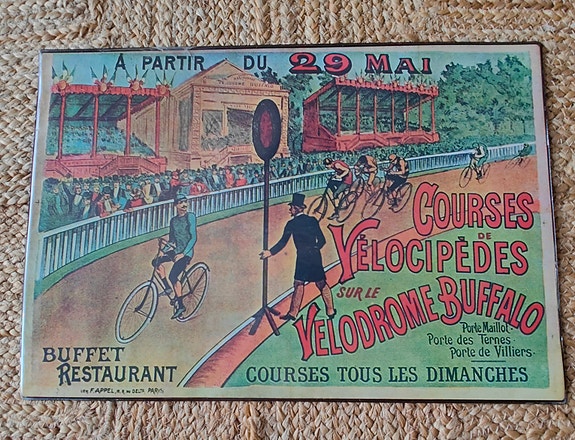 À PARTIR DU 29 MAI
COURSES
DE
VÉLOCIPÈDES
SUR LE
VÉLODROME BUFFALO
Porte Maillot.
Porte des Ternes
Porte de Villiers.
BUFFET
RESTAURANT
COURSES TOUS LES DIMANCHES